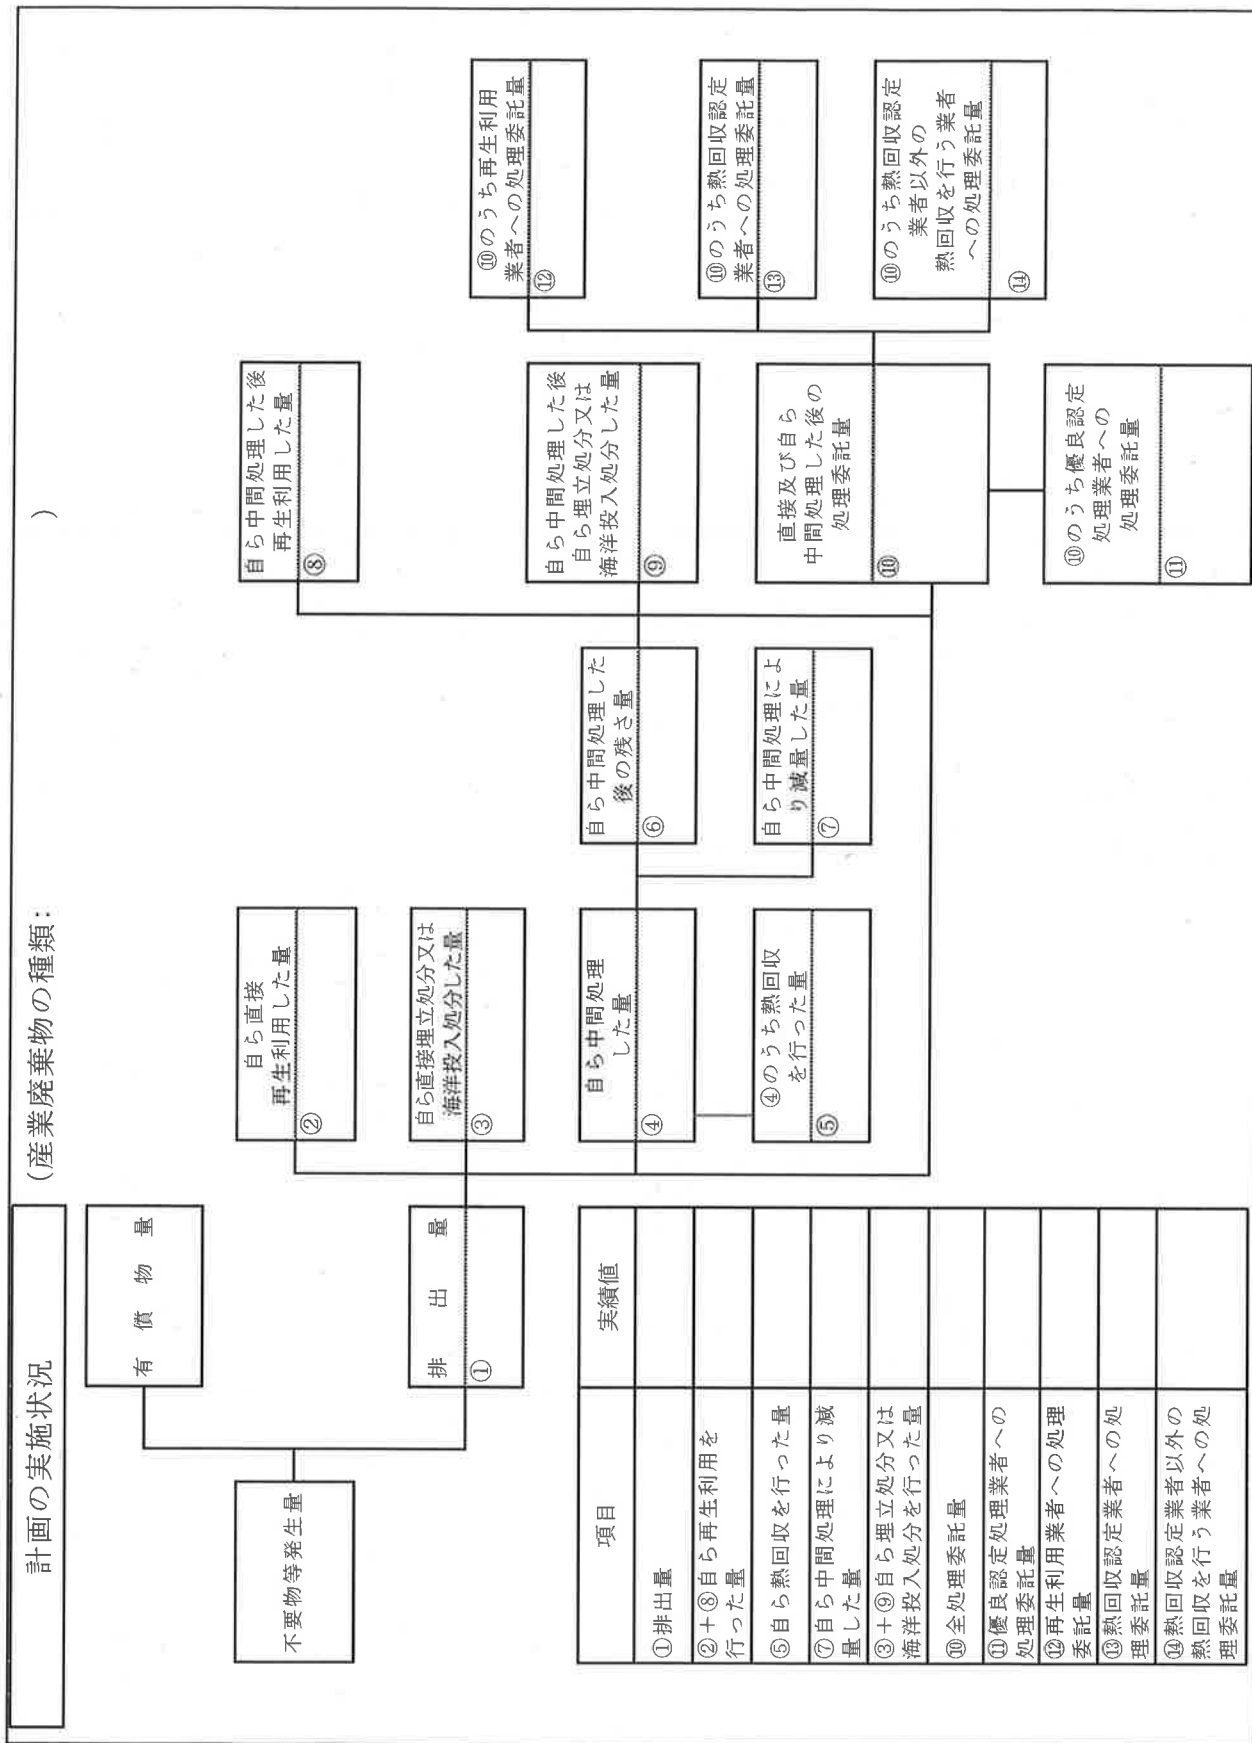 計画の実施状況
(産業廃棄物の種類: )
不要物等発生量
有償物量
排出量
①
自ら直接
再生利用した量
②
自ら直接埋立処分又は
海洋投入処分した量
③
自ら中間処理
した量
④
④のうち熱回収
を行った量
⑤
自ら中間処理した
後の残さ量
⑥
自ら中間処理によ
り減量した量
⑦
自ら中間処理した後
再生利用した量
⑧
自ら中間処理した後
自ら埋立処分又は
海洋投入処分した量
⑨
直接及び自ら
中間処理した後の
処理委託量
⑩
⑩のうち優良認定
処理業者への
処理委託量
⑪
⑩のうち再生利用
業者への処理委託量
⑫
⑩のうち熱回収認定
業者への処理委託量
⑬
⑩のうち熱回収認定
業者以外の
熱回収を行う業者
への処理委託量
⑭
項目 実績値
①排出量
②+⑧自ら再生利用を
行った量
⑤自ら熱回収を行った量
⑦自ら中間処理により減
量した量
③+⑨自ら埋立処分又は
海洋投入処分を行った量
⑩全処理委託量
⑪優良認定処理業者への
処理委託量
⑫再生利用業者への処理
委託量
⑬熱回収認定業者への処
理委託量
⑭熱回収認定業者以外の
熱回収を行う業者への処
理委託量